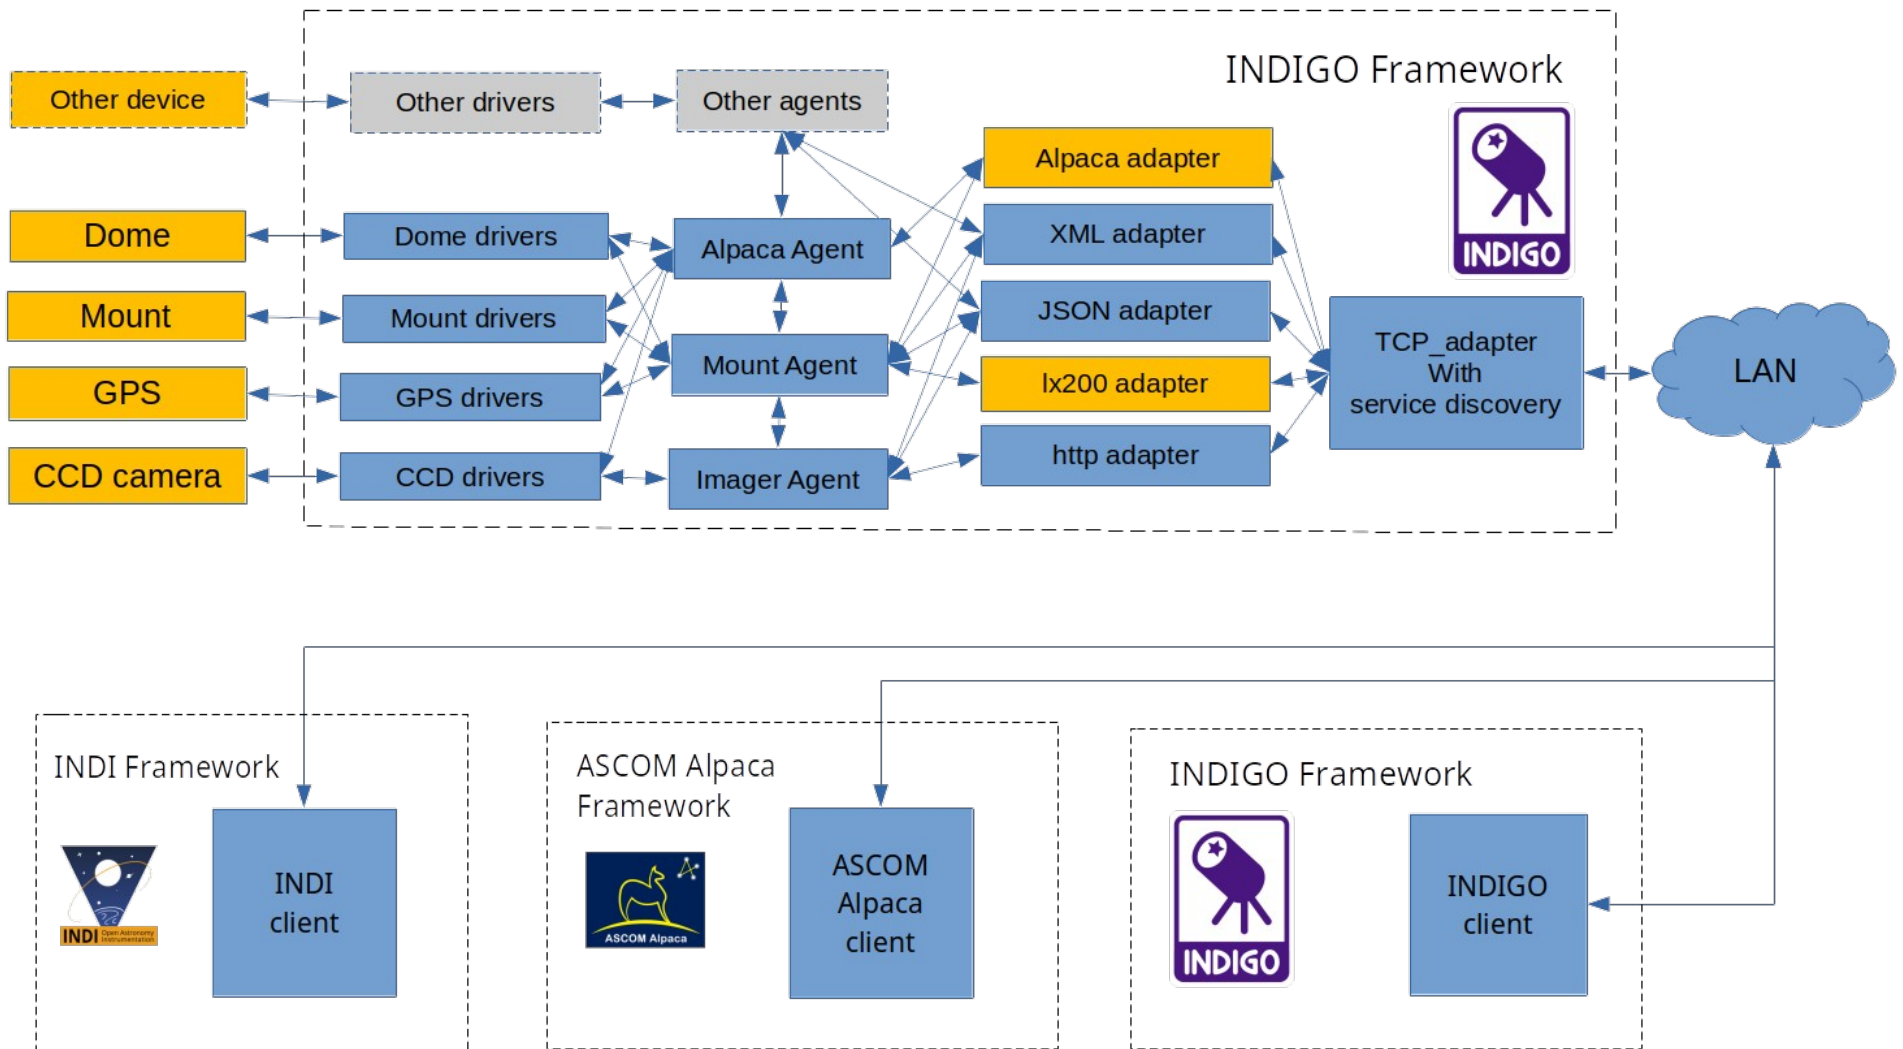 INDIGO Framework
Other device
Other drivers
Other agents
Alpaca adapter
INDIGO
Dome
Dome drivers
Alpaca Agent
XML adapter
Mount
Mount drivers
JSON adapter
Mount Agent
TCP_adapter
With
service discovery
LAN
GPS
GPS drivers
lx200 adapter
CCD camera
CCD drivers
Imager Agent
http adapter
INDI Framework
INDI
Open Astronomy
Instrumentation
INDI
client
ASCOM Alpaca
Framework
ASCOM Alpaca
ASCOM
Alpaca
client
INDIGO Framework
INDIGO
INDIGO
client